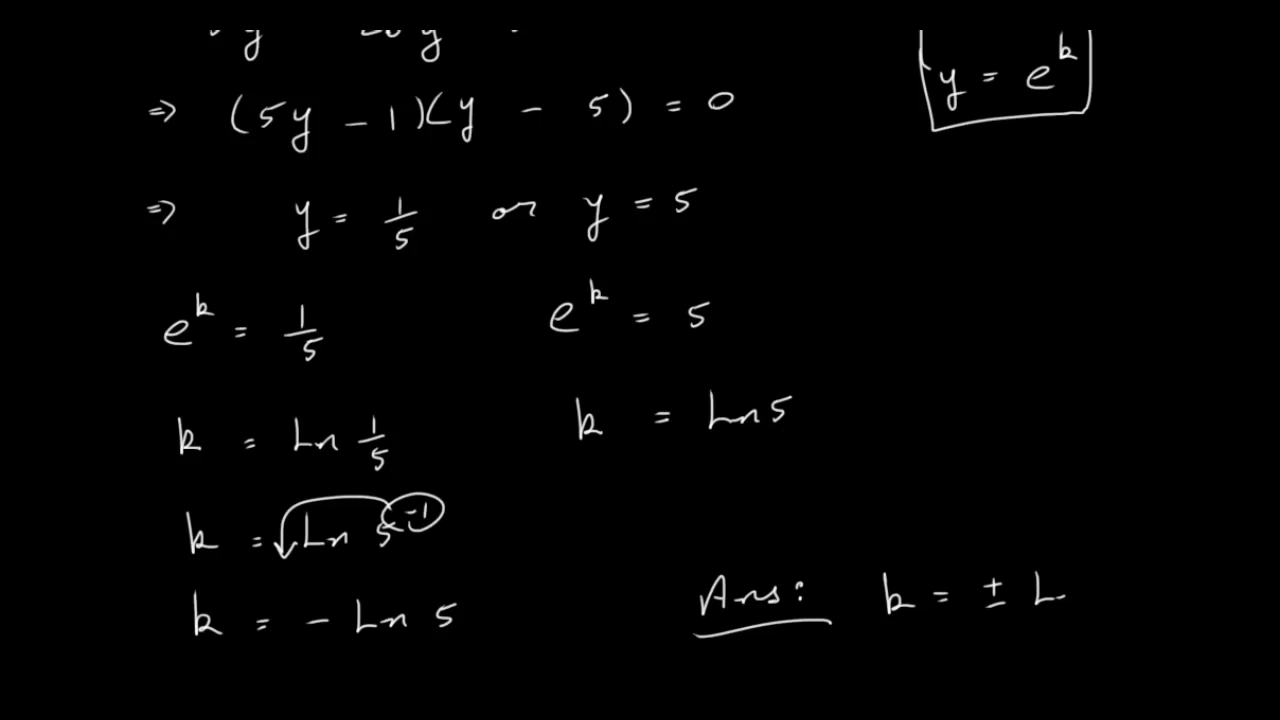 y = e^k
⇒ (5y - 1)(y - 5) = 0
⇒ y = 1/5 or y = 5
e^k = 1/5 e^k = 5
k = Ln 1/5 k = Ln 5
k = Ln 5^-1
k = - Ln 5 Ans: k = ± L